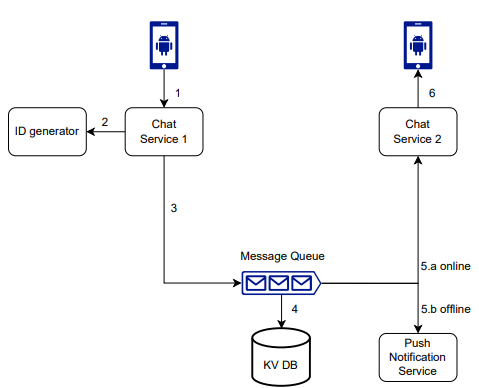 1
6
ID generator
2
Chat
Service 1
Chat
Service 2
3
Message Queue
5.a online
4
5.b offline
KV DB
Push
Notification
Service